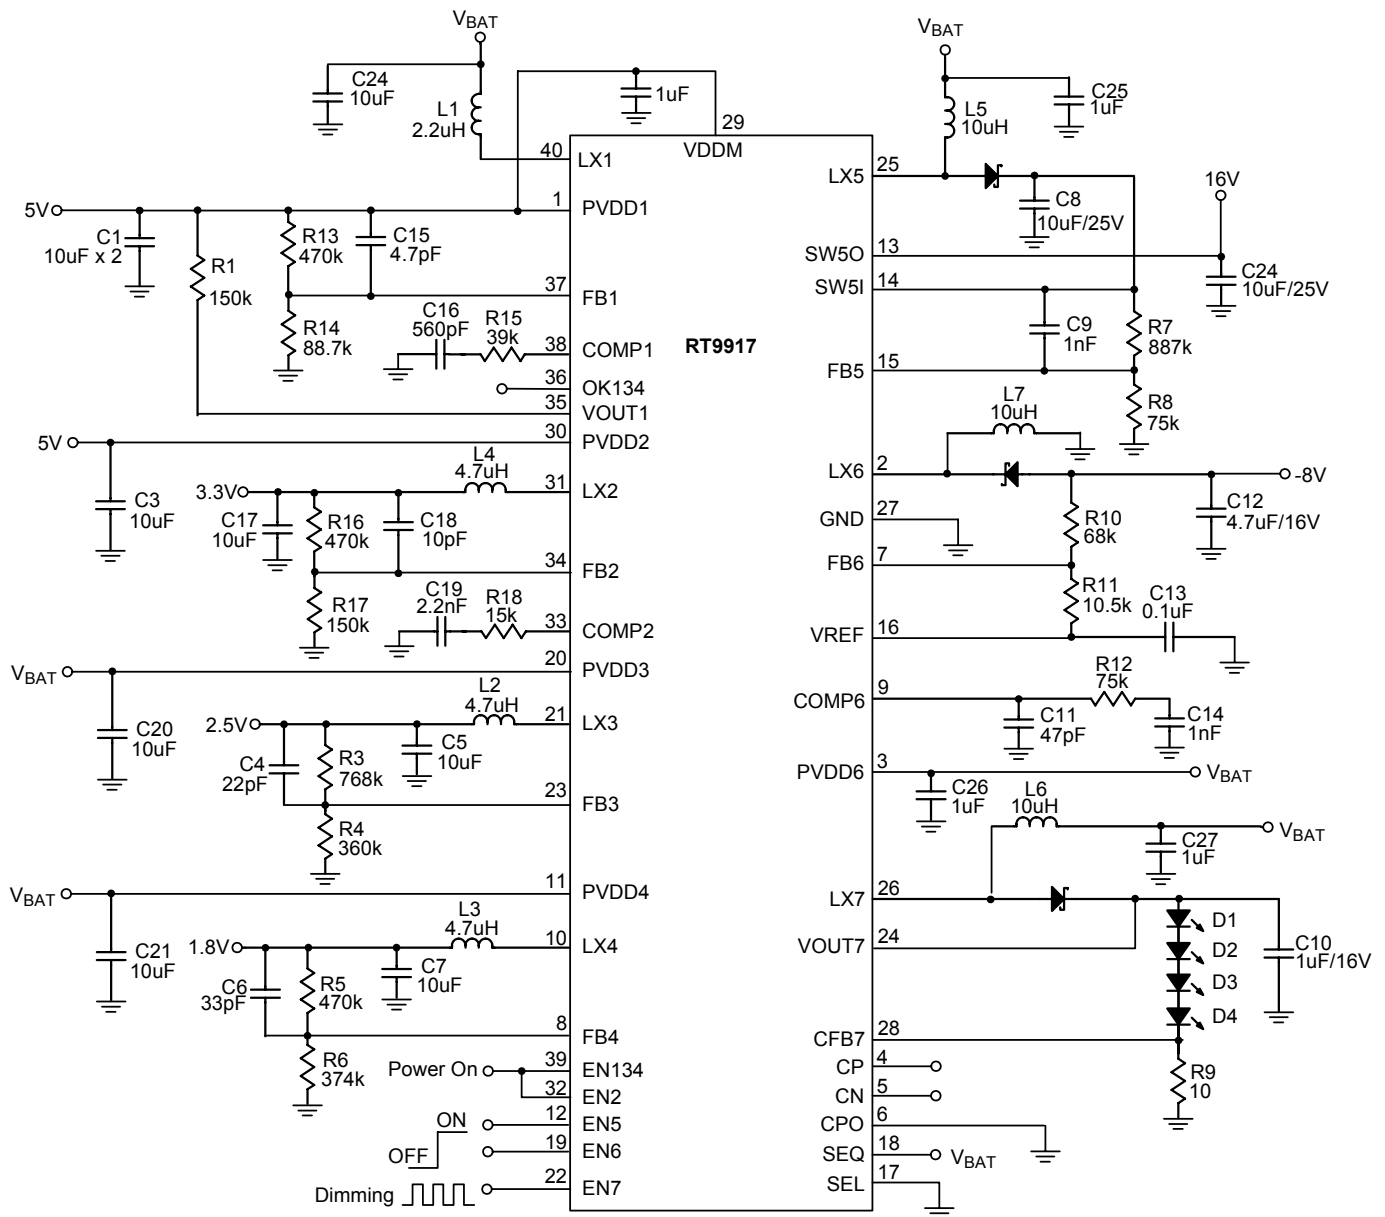 VBAT
C24
10uF
L1
2.2uH
1uF
29
VDDM
40
LX1
5V
C1
10uF x 2
R1
150k
R13
470k
C15
4.7pF
1
PVDD1
37
FB1
R14
88.7k
C16
560pF
R15
39k
38
COMP1
36
OK134
35
VOUT1
5V
30
PVDD2
C3
10uF
L4
4.7uH
3.3V
31
LX2
C17
10uF
R16
470k
C18
10pF
34
FB2
R17
150k
C19
2.2nF
R18
15k
33
COMP2
VBAT
20
PVDD3
C20
10uF
L2
4.7uH
2.5V
21
LX3
C4
22pF
R3
768k
C5
10uF
23
FB3
R4
360k
VBAT
11
PVDD4
C21
10uF
L3
4.7uH
1.8V
10
LX4
C6
33pF
R5
470k
C7
10uF
8
FB4
R6
374k
Power On
39
EN134
32
EN2
ON
OFF
12
EN5
19
EN6
Dimming
22
EN7
RT9917
VBAT
L5
10uH
C25
1uF
LX5
25
C8
10uF/25V
16V
SW5O
13
C24
10uF/25V
SW5I
14
C9
1nF
R7
887k
FB5
15
R8
75k
L7
10uH
LX6
2
-8V
C12
4.7uF/16V
GND
27
R10
68k
FB6
7
R11
10.5k
C13
0.1uF
VREF
16
COMP6
9
R12
75k
C11
47pF
C14
1nF
PVDD6
3
VBAT
C26
1uF
L6
10uH
VBAT
C27
1uF
LX7
26
VOUT7
24
D1
D2
D3
D4
C10
1uF/16V
CFB7
28
R9
10
CP
4
CN
5
CPO
6
SEQ
18
VBAT
SEL
17